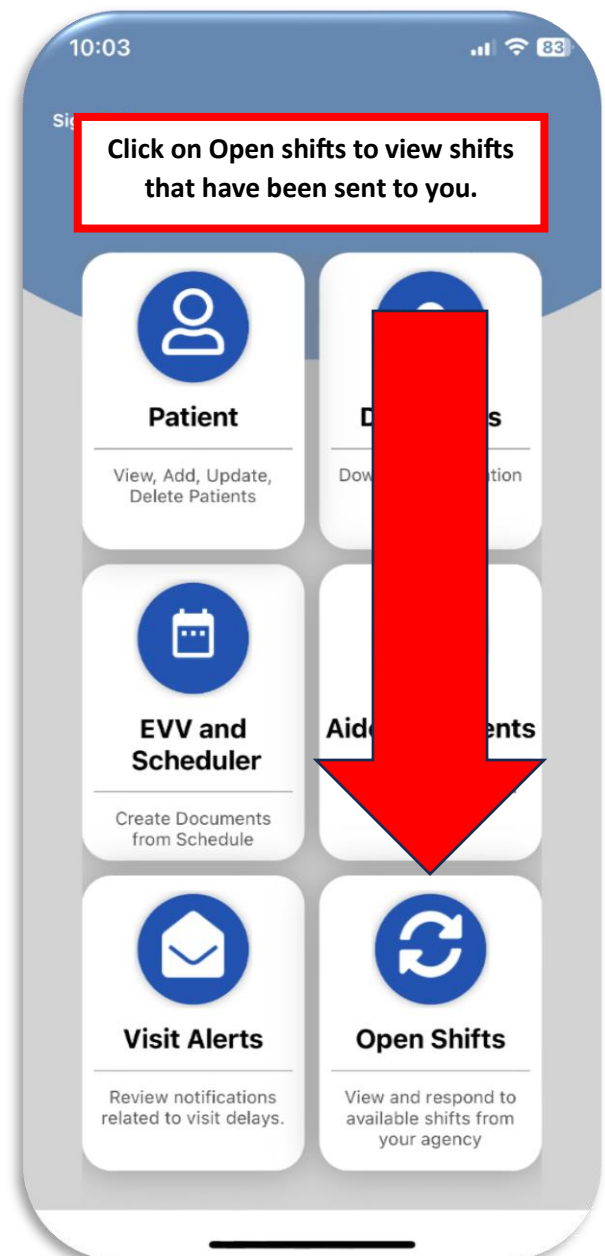 10:03
83
Click on Open shifts to view shifts
that have been sent to you.
Patient
View, Add, Update,
Delete Patients
EVV and
Scheduler
Create Documents
from Schedule
Visit Alerts
Review notifications
related to visit delays.
Open Shifts
View and respond to
available shifts from
your agency